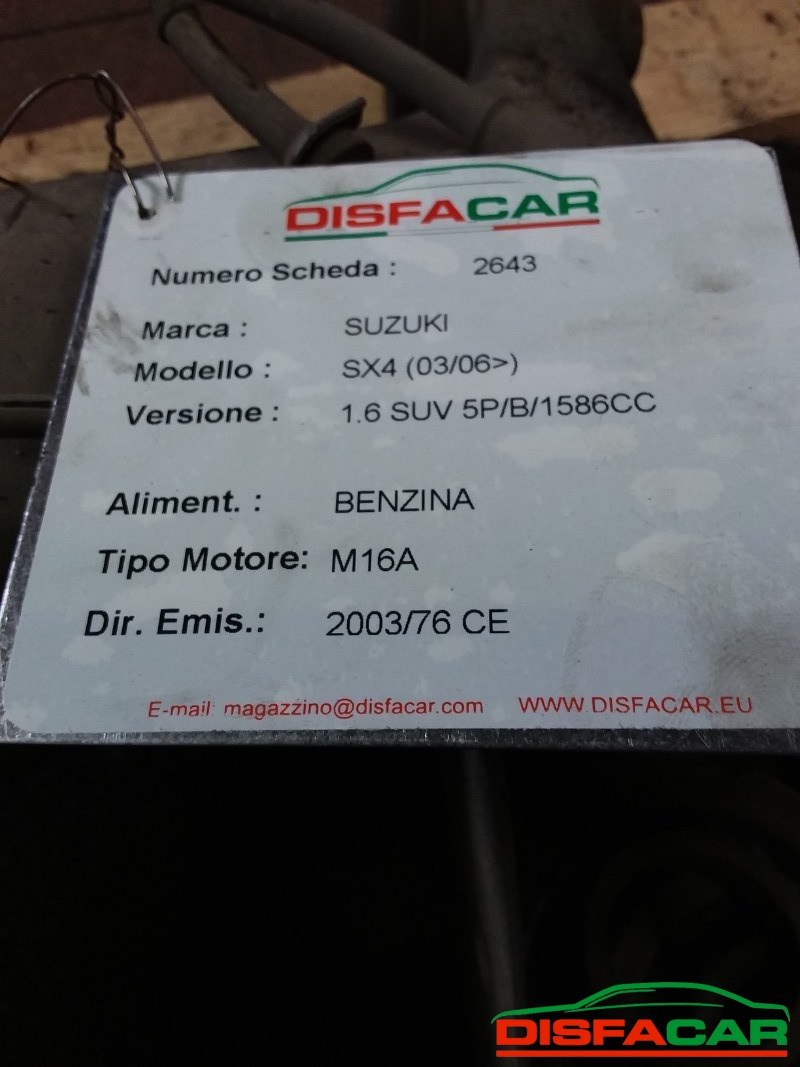 DISFACAR
Numero Scheda : 2643
Marca : SUZUKI
Modello : SX4 (03/06>)
Versione : 1.6 SUV 5P/B/1586CC
Aliment. : BENZINA
Tipo Motore: M16A
Dir. Emis.: 2003/76 CE
E-mail: magazzino@disfacar.com WWW.DISFACAR.EU
DISFACAR